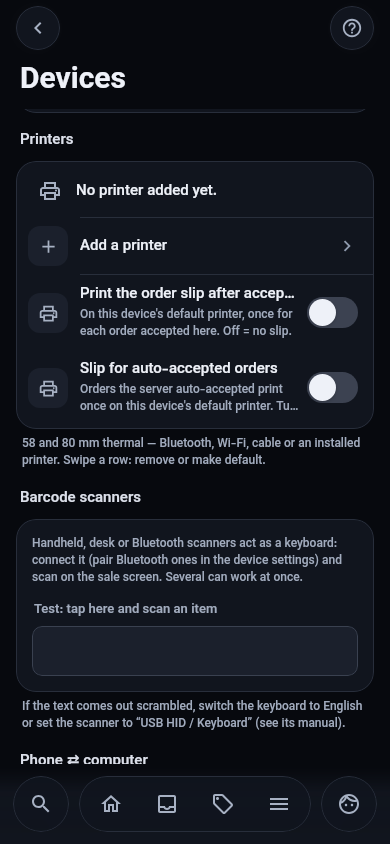 Devices
Printers
No printer added yet.
Add a printer
Print the order slip after accep…
On this device's default printer, once for
each order accepted here. Off = no slip.
Slip for auto-accepted orders
Orders the server auto-accepted print
once on this device's default printer. Tu…
58 and 80 mm thermal — Bluetooth, Wi-Fi, cable or an installed
printer. Swipe a row: remove or make default.
Barcode scanners
Handheld, desk or Bluetooth scanners act as a keyboard:
connect it (pair Bluetooth ones in the device settings) and
scan on the sale screen. Several can work at once.
Test: tap here and scan an item
If the text comes out scrambled, switch the keyboard to English
or set the scanner to “USB HID / Keyboard” (see its manual).
Phone ⇄ computer